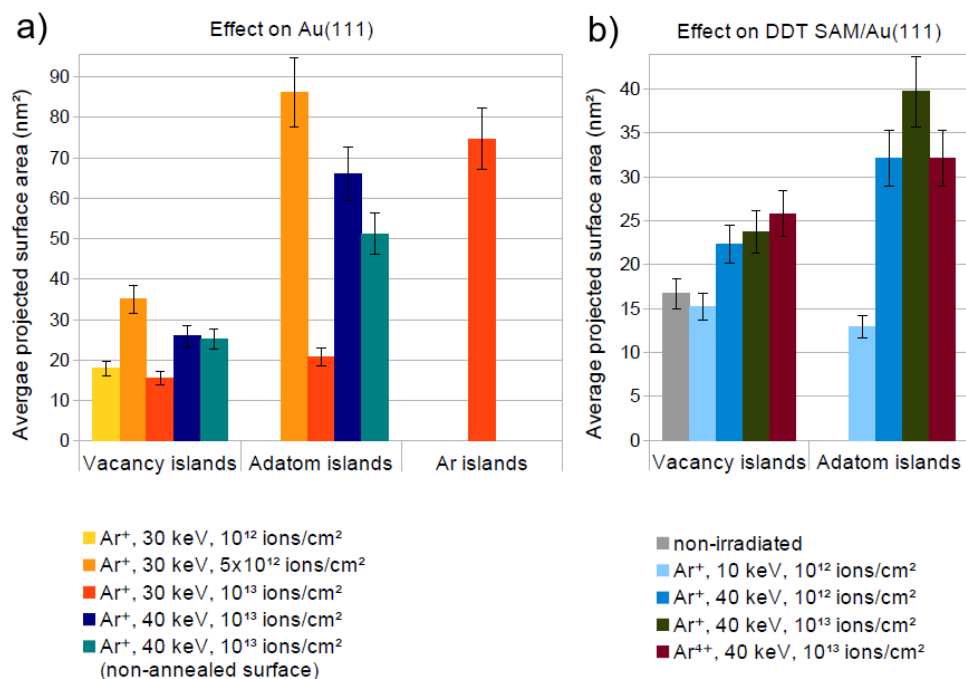 a)
Effect on Au(111)
Avergae projected surface area (nm²)
90
80
70
60
50
40
30
20
10
0
Vacancy islands
Adatom islands
Ar islands
Ar⁺, 30 keV, 10¹² ions/cm²
Ar⁺, 30 keV, 5x10¹² ions/cm²
Ar⁺, 30 keV, 10¹³ ions/cm²
Ar⁺, 40 keV, 10¹³ ions/cm²
Ar⁺, 40 keV, 10¹³ ions/cm²
(non-annealed surface)
b)
Effect on DDT SAM/Au(111)
Average projected surface area (nm²)
40
35
30
25
20
15
10
5
0
Vacancy islands
Adatom islands
non-irradiated
Ar⁺, 10 keV, 10¹² ions/cm²
Ar⁺, 40 keV, 10¹² ions/cm²
Ar⁺, 40 keV, 10¹³ ions/cm²
Ar⁴⁺, 40 keV, 10¹³ ions/cm²